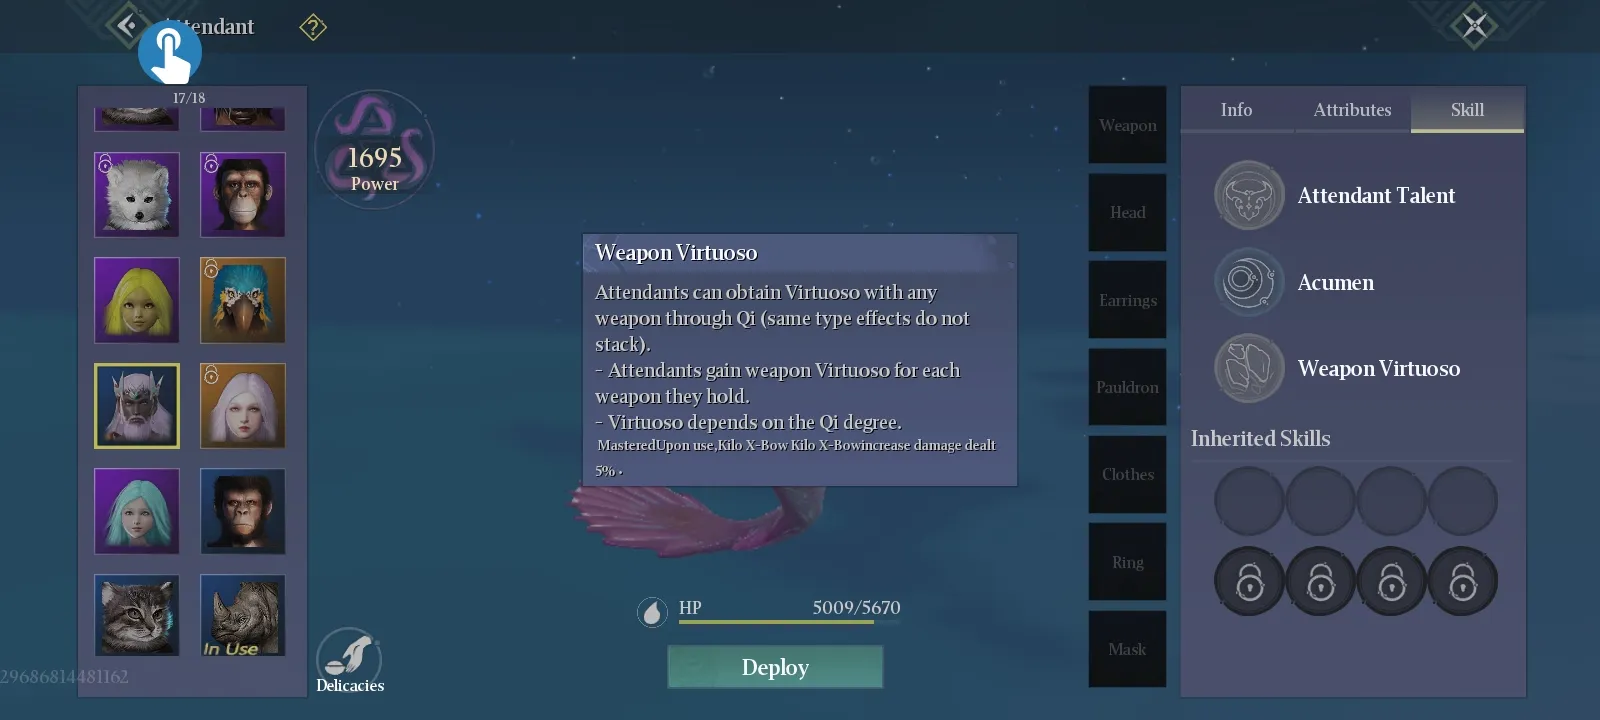 Attendant
?
17/18
1695
Power
Weapon Virtuoso
Attendants can obtain Virtuoso with any
weapon through Qi (same type effects do not
stack).
- Attendants gain weapon Virtuoso for each
weapon they hold.
- Virtuoso depends on the Qi degree.
MasteredUpon use,Kilo X-Bow Kilo X-Bowincrease damage dealt
5% .
HP 5009/5670
Deploy
In Use
Delicacies
29686814481162
Weapon
Head
Earrings
Pauldron
Clothes
Ring
Mask
Info Attributes Skill
Attendant Talent
Acumen
Weapon Virtuoso
Inherited Skills